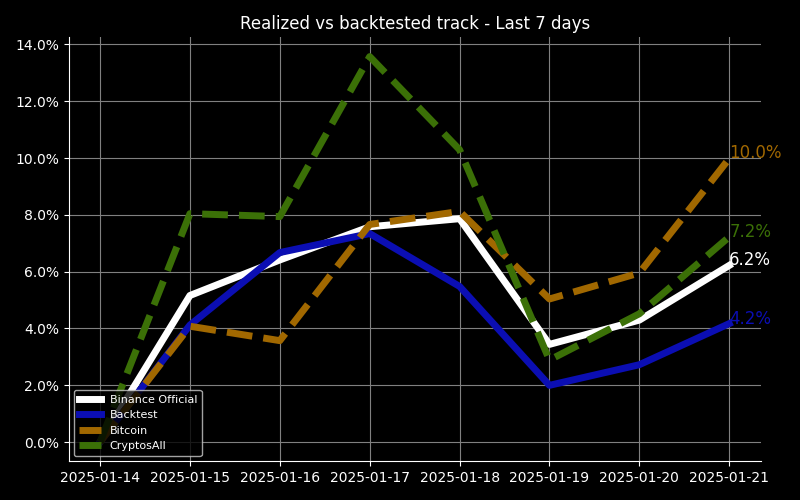 Realized vs backtested track - Last 7 days
14.0%
12.0%
10.0%
8.0%
6.0%
4.0%
2.0%
0.0%
10.0%
7.2%
6.2%
4.2%
Binance Official
Backtest
Bitcoin
CryptosAll
2025-01-14 2025-01-15 2025-01-16 2025-01-17 2025-01-18 2025-01-19 2025-01-20 2025-01-21